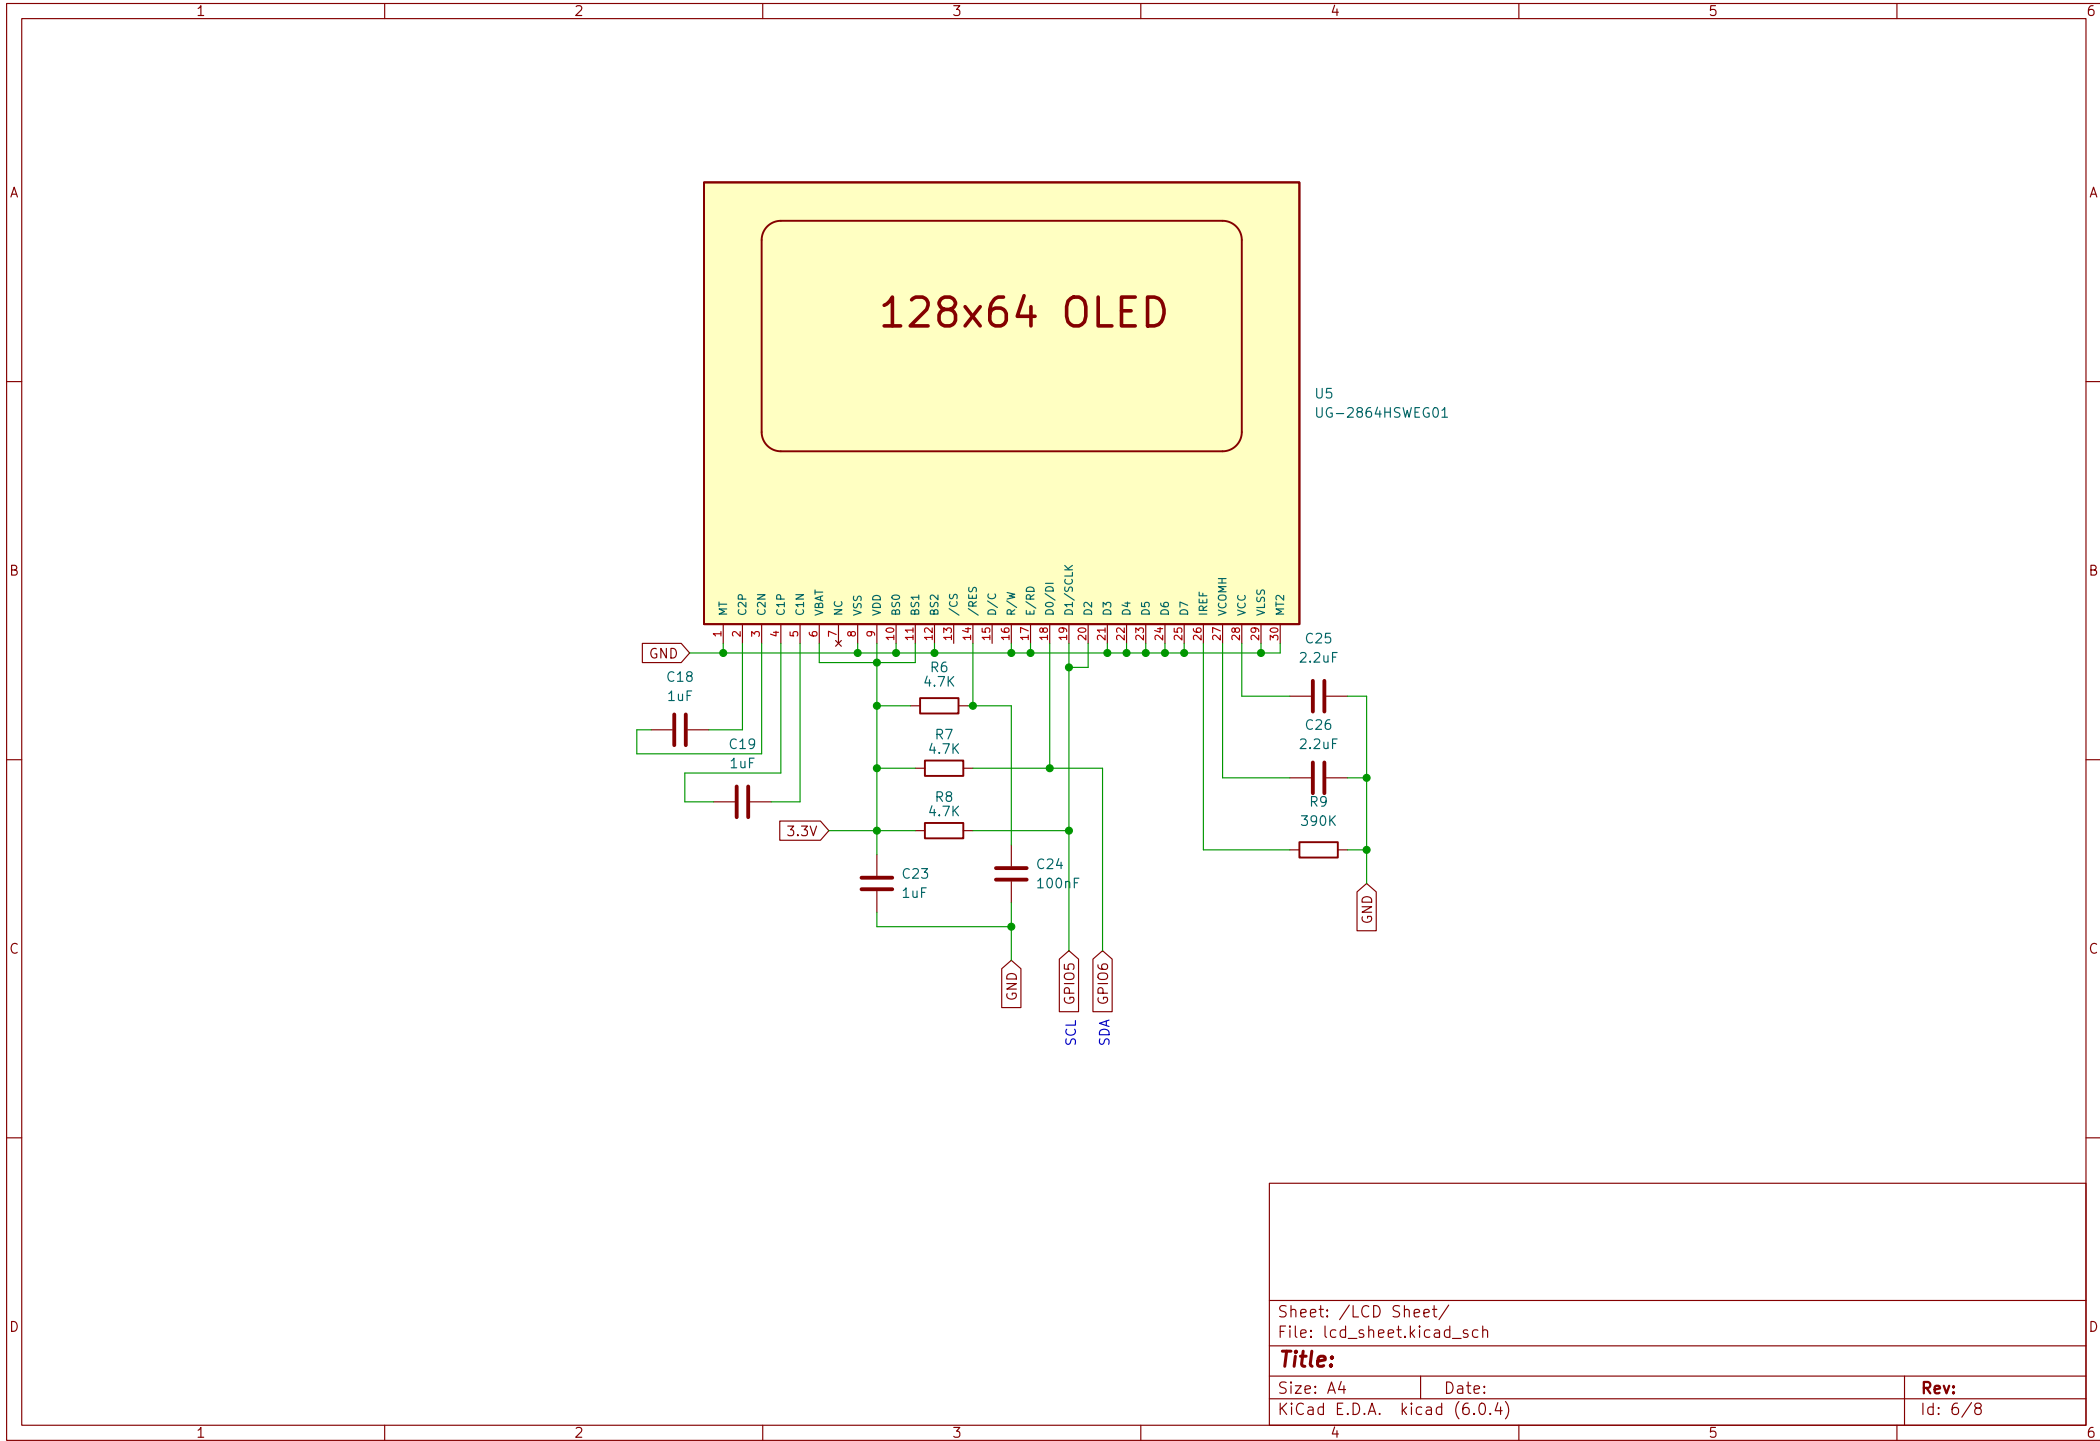 1 2 3 4 5 6
A A
128x64 OLED
U5
UG-2864HSWEG01
B B
MT C2P C2N C1P C1N VBAT NC VSS VDD BS0 BS1 BS2 /CS /RES D/C R/W E/RD D0/DI D1/SCLK D2 D3 D4 D5 D6 D7 IREF VCOMH VCC VLSS MT2
1 2 3 4 5 6 7 8 9 10 11 12 13 14 15 16 17 18 19 20 21 22 23 24 25 26 27 28 29 30
GND
C25
2.2uF
C18
1uF
R6
4.7K
C26
2.2uF
C19
1uF
R7
4.7K
R8
4.7K
R9
390K
3.3V
C23
1uF
C24
100nF
GND
C C
GND
GPIO5
GPIO6
SCL
SDA
D D
Sheet: /LCD Sheet/
File: lcd_sheet.kicad_sch
Title:
Size: A4 Date: Rev:
KiCad E.D.A. kicad (6.0.4) Id: 6/8
1 2 3 4 5 6